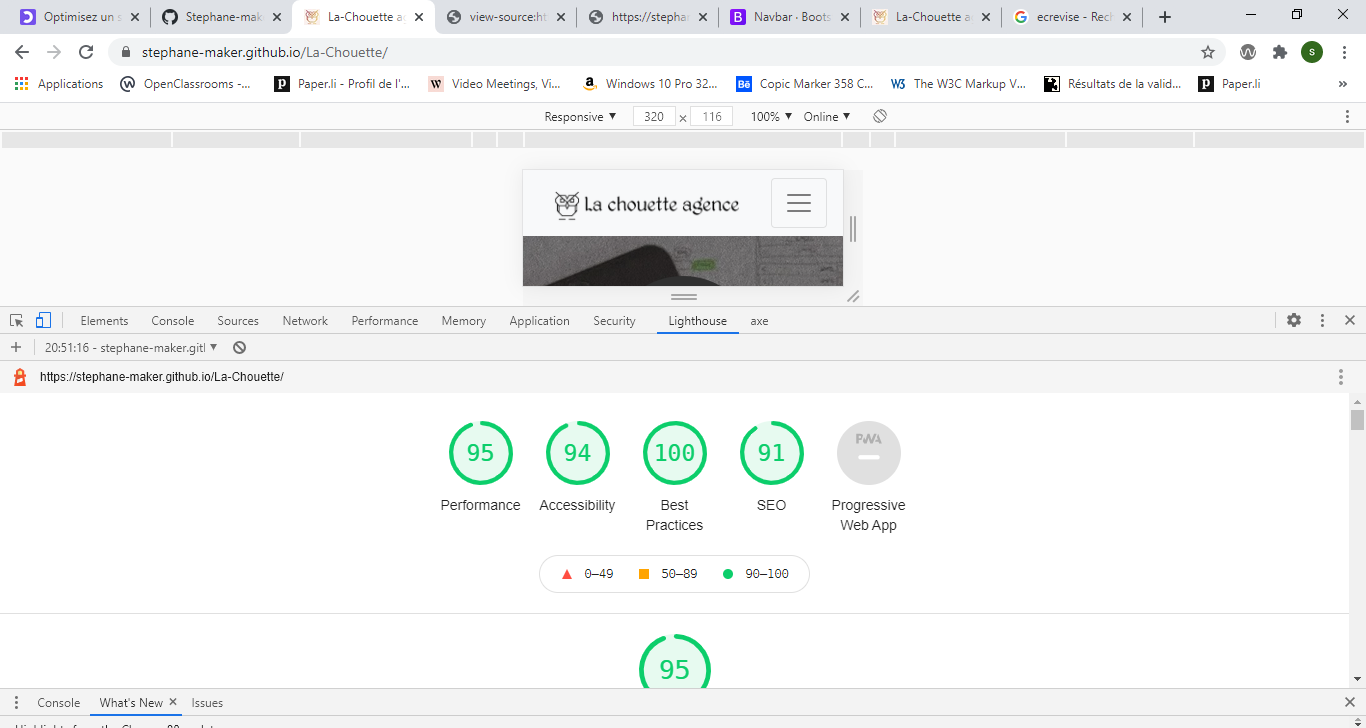 Optimisez un s
Stephane-mak
La-Chouette a
view-source:ht
https://stephan
Navbar · Boots
La-Chouette a
ecrevise - Rech
stephane-maker.github.io/La-Chouette/
s
Applications
OpenClassrooms -...
Paper.li - Profil de l'...
Video Meetings, Vi...
Windows 10 Pro 32...
Copic Marker 358 C...
The W3C Markup V...
Résultats de la valid...
Paper.li
»
Responsive
320 × 116
100%
Online
La chouette agence
Elements
Console
Sources
Network
Performance
Memory
Application
Security
Lighthouse
axe
20:51:16 - stephane-maker.gitl
https://stephane-maker.github.io/La-Chouette/
95
94
100
91
PWA
Performance
Accessibility
Best
Practices
SEO
Progressive
Web App
0–49
50–89
90–100
95
Console
What's New
Issues